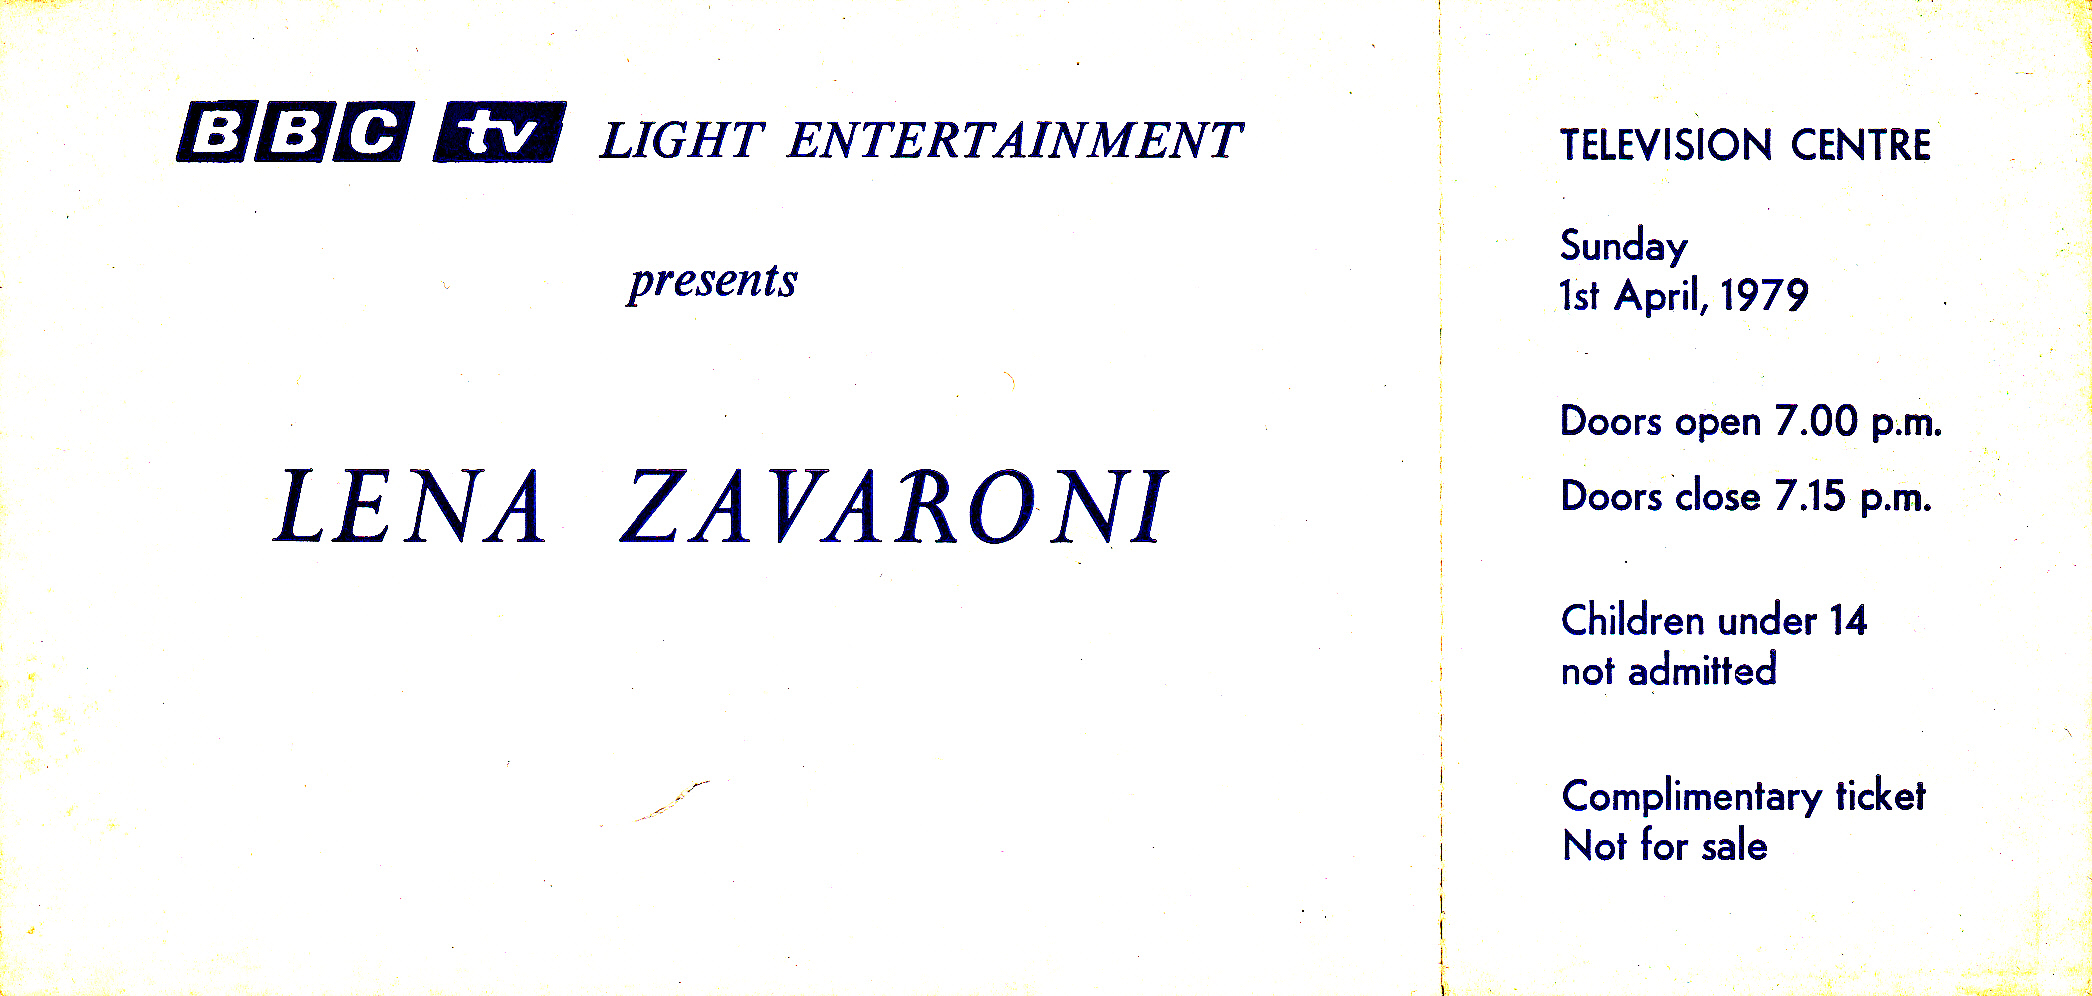 BBC tv LIGHT ENTERTAINMENT
presents
LENA ZAVARONI
TELEVISION CENTRE
Sunday
1st April, 1979
Doors open 7.00 p.m.
Doors close 7.15 p.m.
Children under 14
not admitted
Complimentary ticket
Not for sale